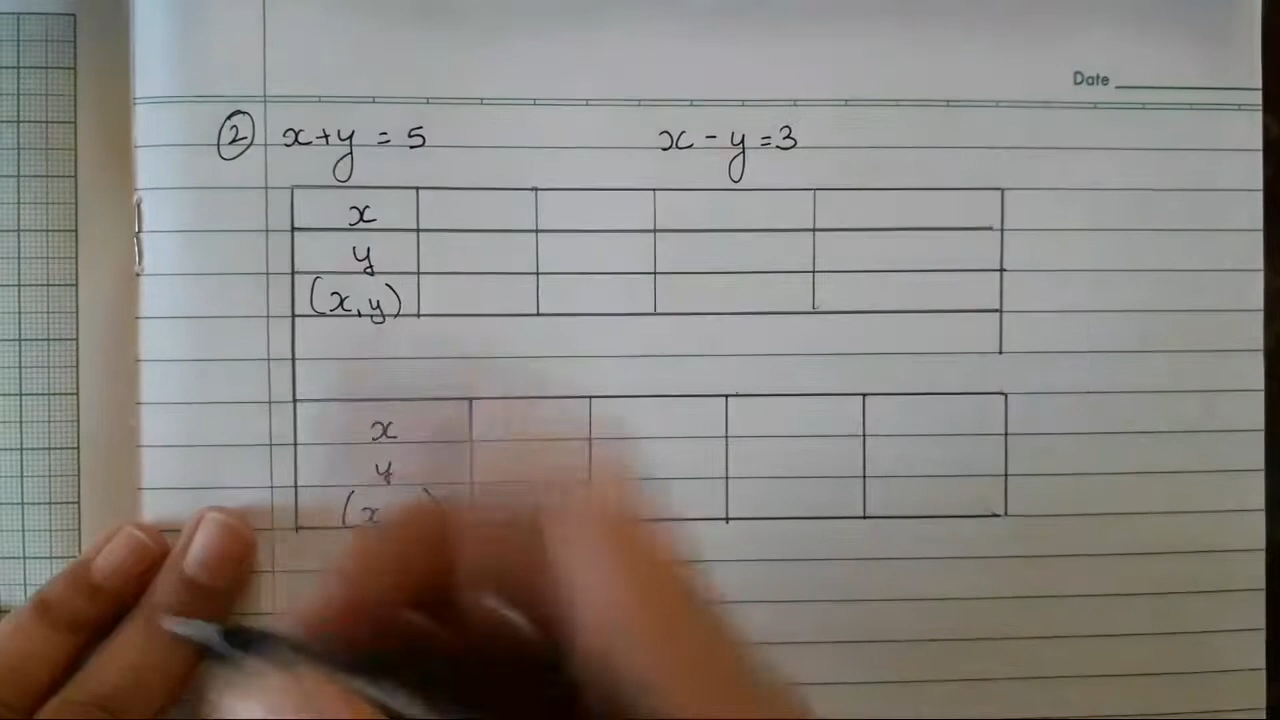 Date
② x+y=5 x-y=3
x
y
(x,y)
x
y
(x )